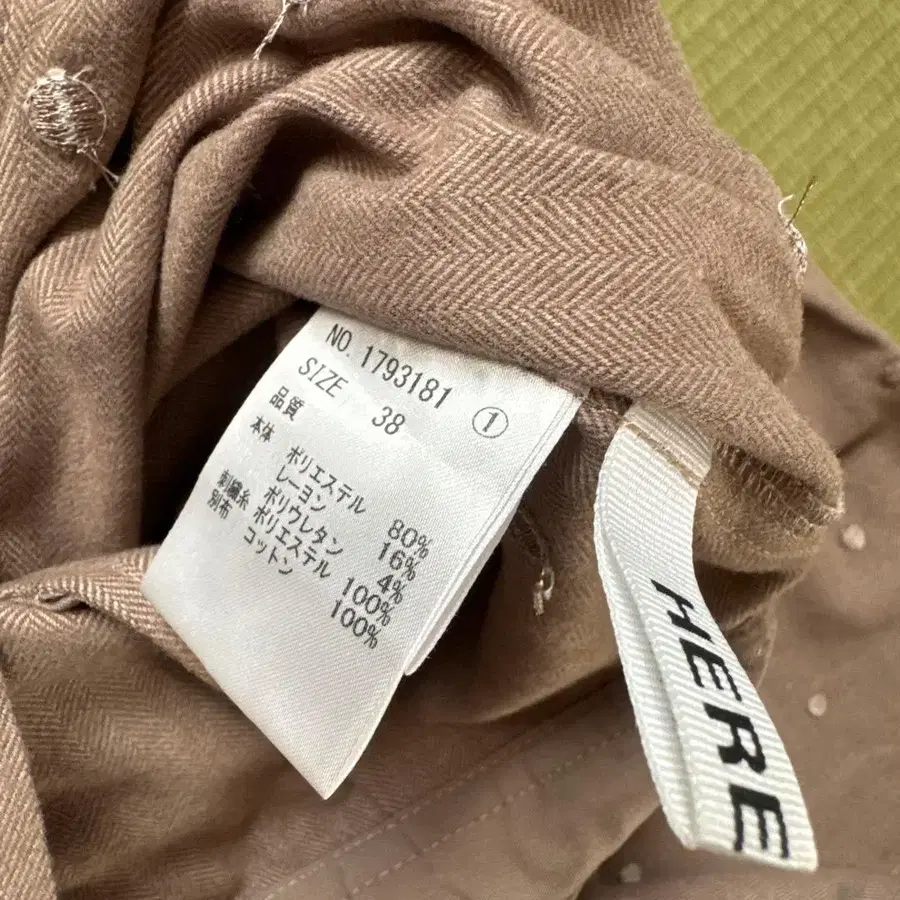 NO. 1793181 ①
SIZE 38
品質
本体 ポリエステル 80%
レーヨン 16%
ポリウレタン 4%
刺繍糸 ポリエステル 100%
別布 コットン 100%
HERE